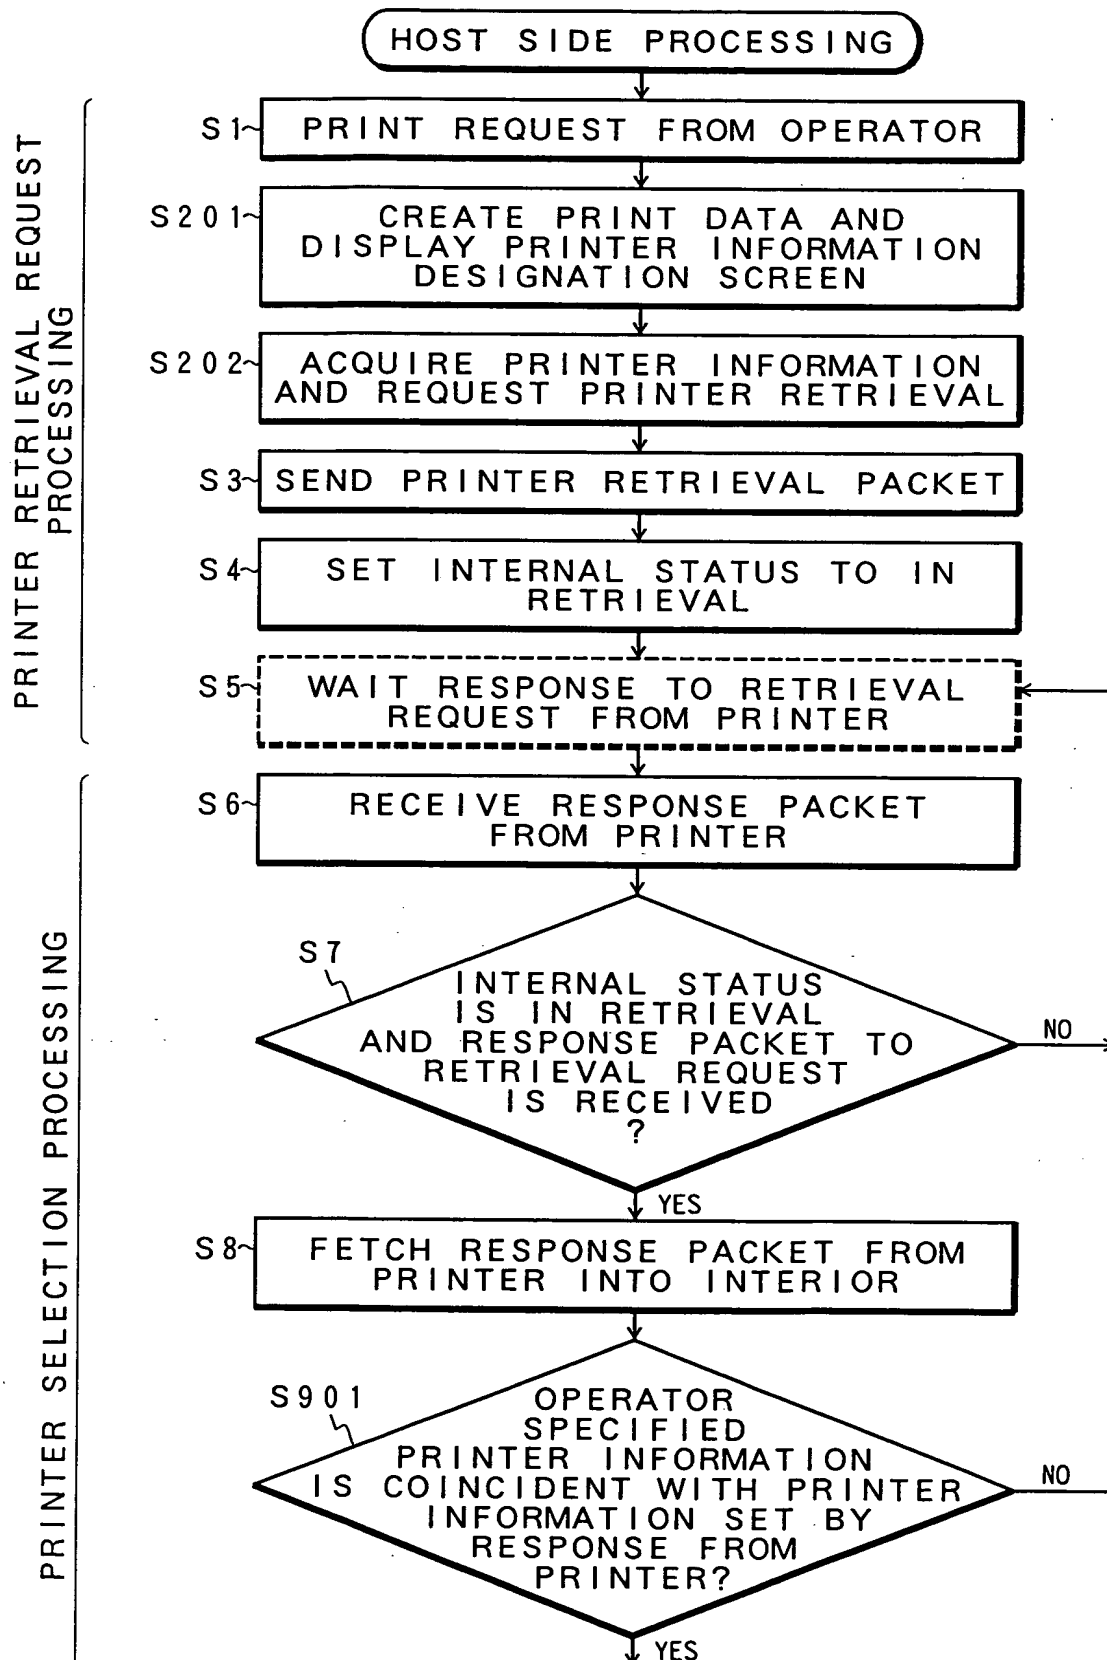 HOST SIDE PROCESSING
PRINTER RETRIEVAL REQUEST
PROCESSING
S1
PRINT REQUEST FROM OPERATOR
S201
CREATE PRINT DATA AND
DISPLAY PRINTER INFORMATION
DESIGNATION SCREEN
S202
ACQUIRE PRINTER INFORMATION
AND REQUEST PRINTER RETRIEVAL
S3
SEND PRINTER RETRIEVAL PACKET
S4
SET INTERNAL STATUS TO IN
RETRIEVAL
S5
WAIT RESPONSE TO RETRIEVAL
REQUEST FROM PRINTER
PRINTER SELECTION PROCESSING
S6
RECEIVE RESPONSE PACKET
FROM PRINTER
S7
INTERNAL STATUS
IS IN RETRIEVAL
AND RESPONSE PACKET TO
RETRIEVAL REQUEST
IS RECEIVED
?
NO
YES
S8
FETCH RESPONSE PACKET FROM
PRINTER INTO INTERIOR
S901
OPERATOR
SPECIFIED
PRINTER INFORMATION
IS COINCIDENT WITH PRINTER
INFORMATION SET BY
RESPONSE FROM
PRINTER?
NO
YES